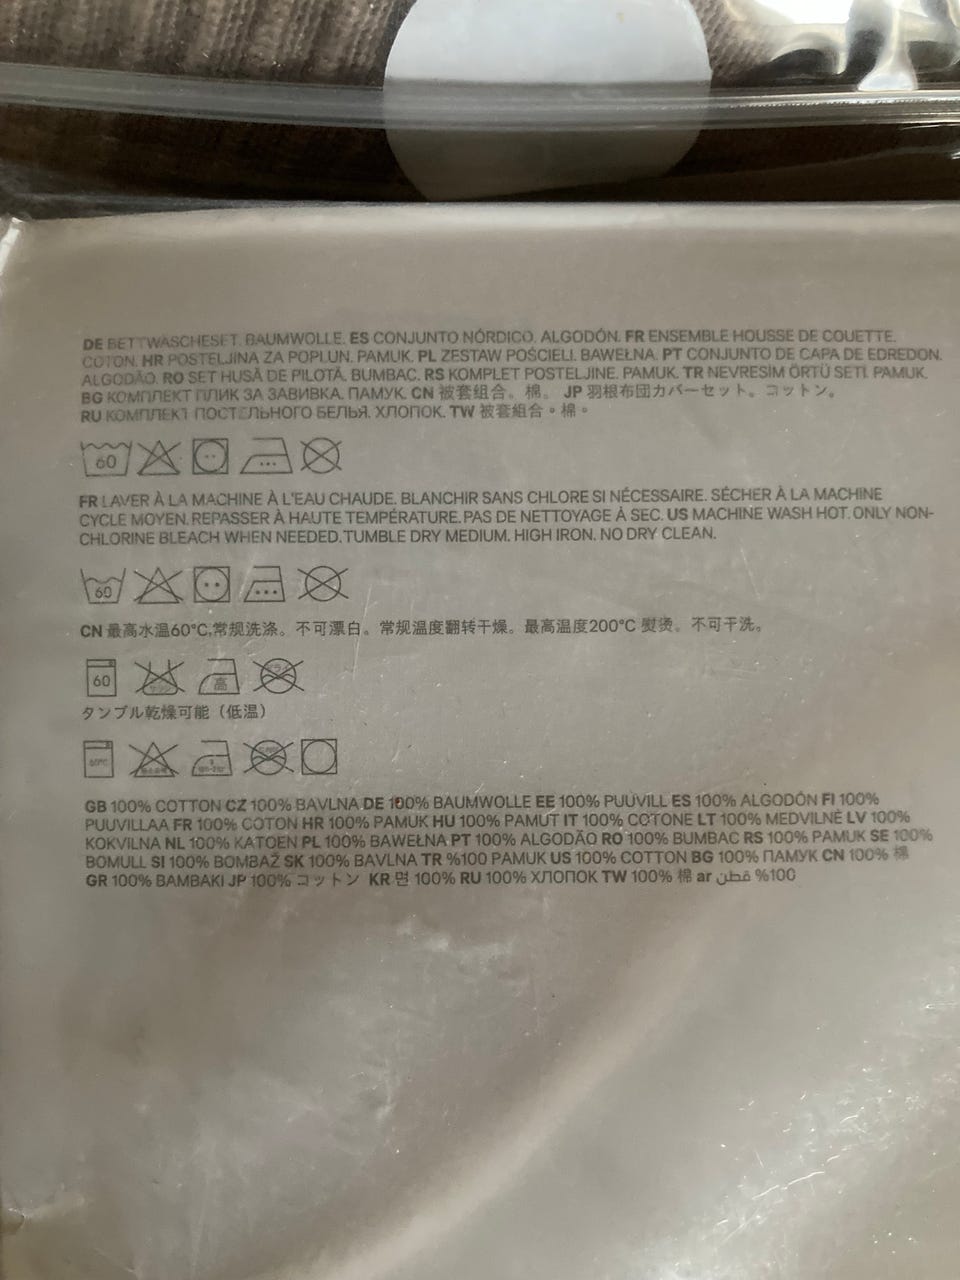 DE BETTWÄSCHESET. BAUMWOLLE. ES CONJUNTO NÓRDICO. ALGODÓN. FR ENSEMBLE HOUSSE DE COUETTE.
COTON. HR POSTELJINA ZA POPLUN. PAMUK. PL ZESTAW POŚCIELI. BAWEŁNA. PT CONJUNTO DE CAPA DE EDREDON.
ALGODÃO. RO SET HUSĂ DE PILOTĂ. BUMBAC. RS KOMPLET POSTELJINE. PAMUK. TR NEVRESİM ÖRTÜ SETİ. PAMUK.
BG КОМПЛЕКТ ПЛИК ЗА ЗАВИВКА. ПАМУК. CN 被套组合。棉。 JP 羽根布団カバーセット。コットン。
RU КОМПЛЕКТ ПОСТЕЛЬНОГО БЕЛЬЯ. ХЛОПОК. TW 被套組合。棉。
60
FR LAVER À LA MACHINE À L'EAU CHAUDE. BLANCHIR SANS CHLORE SI NÉCESSAIRE. SÉCHER À LA MACHINE
CYCLE MOYEN. REPASSER À HAUTE TEMPÉRATURE. PAS DE NETTOYAGE À SEC. US MACHINE WASH HOT. ONLY NON-
CHLORINE BLEACH WHEN NEEDED. TUMBLE DRY MEDIUM. HIGH IRON. NO DRY CLEAN.
60
CN 最高水温60°C,常规洗涤。不可漂白。常规温度翻转干燥。最高温度200°C 熨烫。不可干洗。
60 高
タンブル乾燥可能（低温）
60°C
GB 100% COTTON CZ 100% BAVLNA DE 100% BAUMWOLLE EE 100% PUUVILL ES 100% ALGODÓN FI 100%
PUUVILLAA FR 100% COTON HR 100% PAMUK HU 100% PAMUT IT 100% COTONE LT 100% MEDVILNĖ LV 100%
KOKVILNA NL 100% KATOEN PL 100% BAWEŁNA PT 100% ALGODÃO RO 100% BUMBAC RS 100% PAMUK SE 100%
BOMULL SI 100% BOMBAŽ SK 100% BAVLNA TR %100 PAMUK US 100% COTTON BG 100% ПАМУК CN 100% 棉
GR 100% BAMBAKI JP 100% コットン KR 면 100% RU 100% ХЛОПОК TW 100% 棉 ar قطن %100